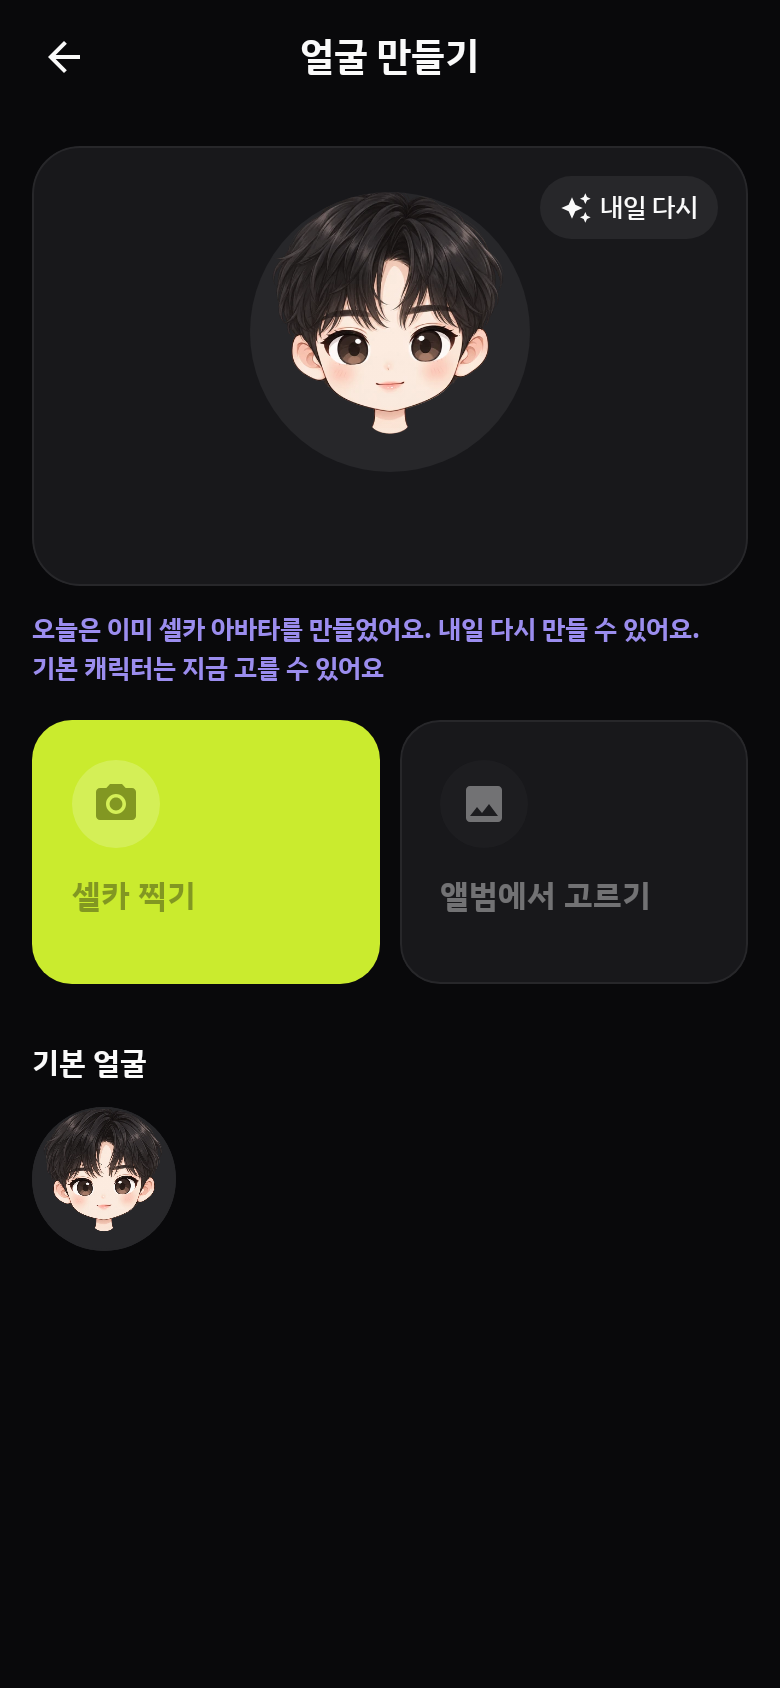 얼굴 만들기
내일 다시
오늘은 이미 셀카 아바타를 만들었어요. 내일 다시 만들 수 있어요.
기본 캐릭터는 지금 고를 수 있어요
셀카 찍기
앨범에서 고르기
기본 얼굴